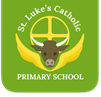 St. Luke's Catholic
PRIMARY SCHOOL